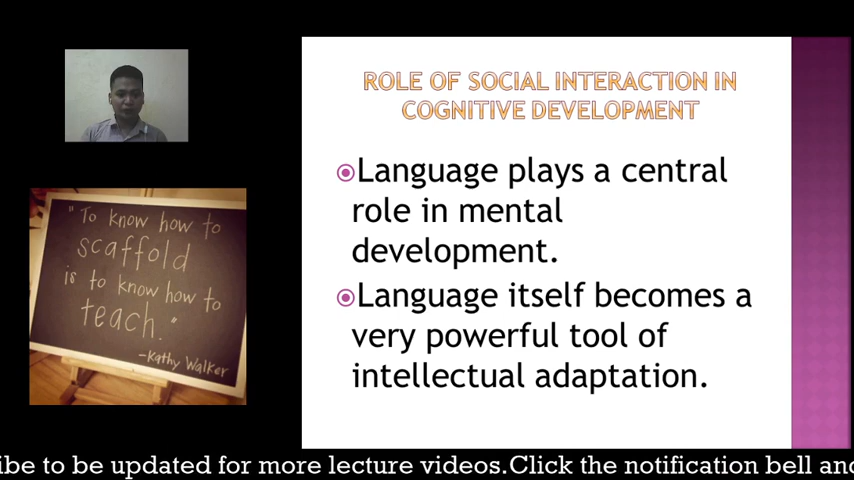 ROLE OF SOCIAL INTERACTION IN
COGNITIVE DEVELOPMENT
Language plays a central
role in mental
development.
Language itself becomes a
very powerful tool of
intellectual adaptation.
"To know how to
scaffold
is to know how to
teach."
-Kathy Walker
ibe to be updated for more lecture videos.Click the notification bell and